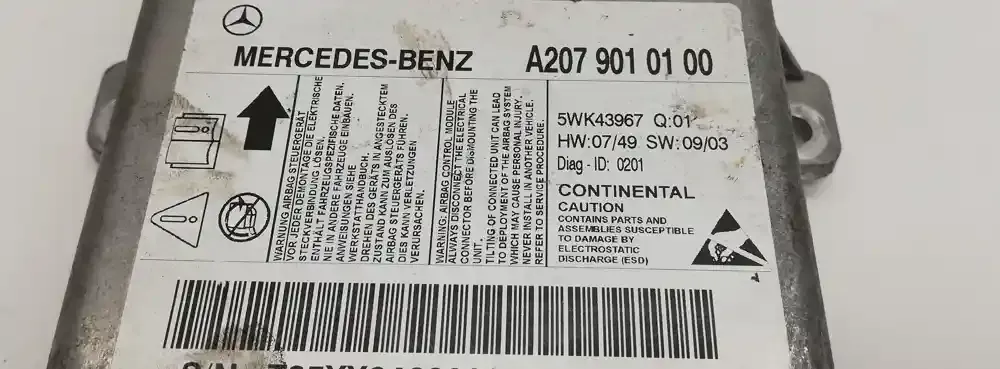 MERCEDES-BENZ
A207 901 01 00
WARNUNG AIRBAG STEUERGERÄT
VOR JEDER DEMONTAGE DIE ELEKTRISCHE
STECKVERBINDUNG LÖSEN.
ENTHÄLT FAHRZEUGSPEZIFISCHE DATEN.
NIE IN ANDERE FAHRZEUGE EINBAUEN.
ANWEISUNGEN SIEHE
WERKSTATTHANDBUCH.
DREHEN DES GERÄTS IN ANGESTECKTEM
ZUSTAND KANN ZUM AUSLÖSEN DES
AIRBAG STEUERGERÄTS FÜHREN.
DIES KANN VERLETZUNGEN
VERURSACHEN.
WARNING: AIRBAG CONTROL MODULE
ALWAYS DISCONNECT THE ELECTRICAL
CONNECTOR BEFORE DISMOUNTING THE
UNIT.
TILTING OF CONNECTED UNIT CAN LEAD
TO DEPLOYMENT OF THE AIRBAG SYSTEM
WHICH MAY CAUSE PERSONAL INJURY.
NEVER INSTALL IN ANOTHER VEHICLE.
REFER TO SERVICE PROCEDURE.
5WK43967 Q:01
HW:07/49 SW:09/03
Diag - ID: 0201
CONTINENTAL
CAUTION
CONTAINS PARTS AND
ASSEMBLIES SUSCEPTIBLE
TO DAMAGE BY
ELECTROSTATIC
DISCHARGE (ESD)